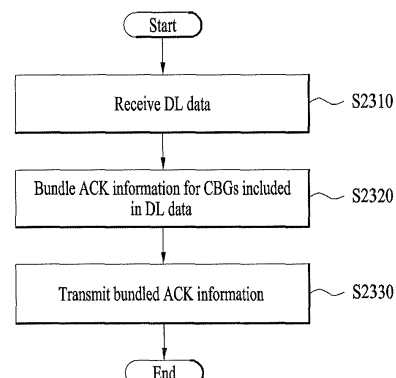 Start
Receive DL data
S2310
Bundle ACK information for CBGs included
in DL data
S2320
Transmit bundled ACK information
S2330
End